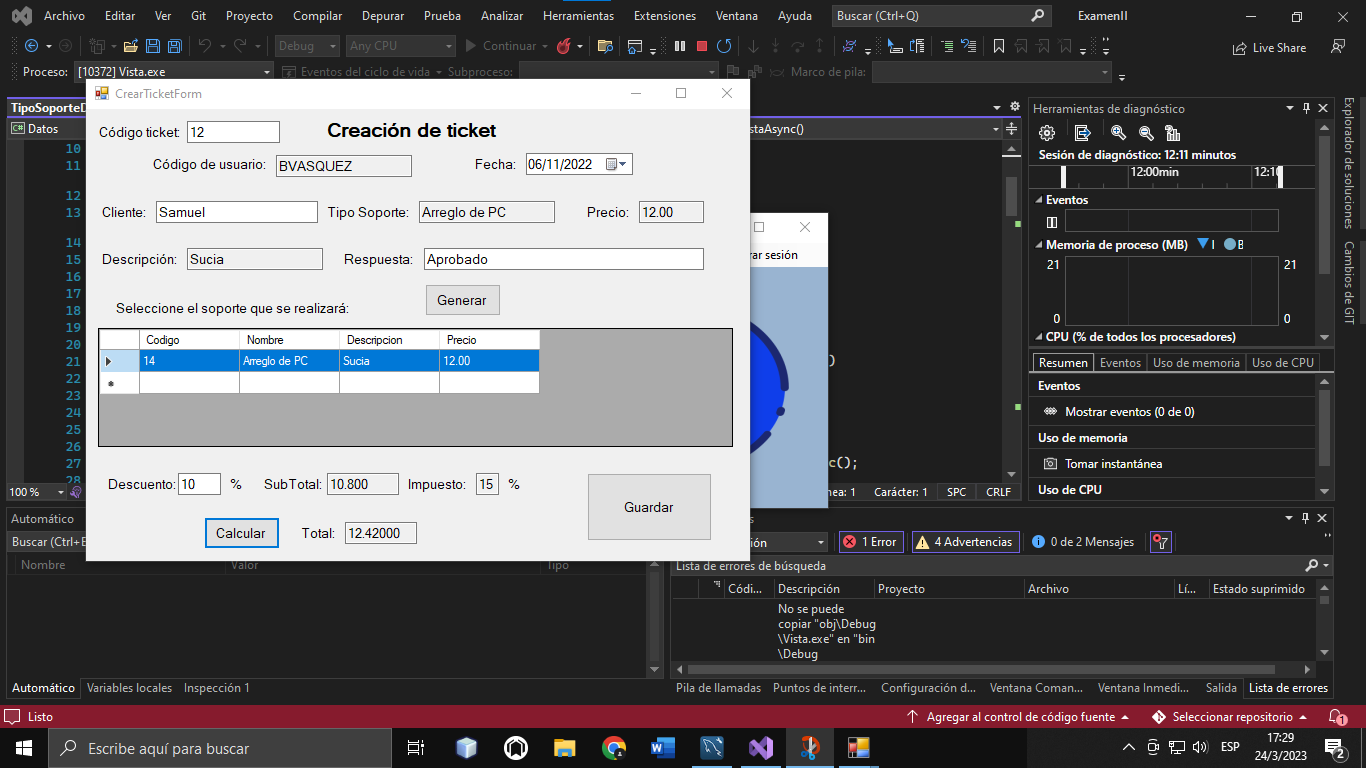 Archivo Editar Ver Git Proyecto Compilar Depurar Prueba Analizar Herramientas Extensiones Ventana Ayuda Buscar (Ctrl+Q) ExamenII
Debug Any CPU Continuar Live Share
Proceso: [10372] Vista.exe Eventos del ciclo de vida Subproceso: Marco de pila:
TipoSoporteD
CrearTicketForm
Herramientas de diagnóstico
C# Datos
staAsync()
Código ticket: 12 Creación de ticket
Código de usuario: BVASQUEZ Fecha: 06/11/2022
Cliente: Samuel Tipo Soporte: Arreglo de PC Precio: 12.00
Descripción: Sucia Respuesta: Aprobado
Seleccione el soporte que se realizará: Generar
Codigo Nombre Descripcion Precio
14 Arreglo de PC Sucia 12.00
Descuento: 10 % SubTotal: 10.800 Impuesto: 15 %
Calcular Total: 12.42000
Guardar
10
11
12
13
14
15
16
17
18
19
20
21
22
23
24
25
26
27
28
rar sesión
)
c();
100 %
nea: 1 Carácter: 1 SPC CRLF
Sesión de diagnóstico: 12:11 minutos
12:00min 12:10
Eventos
Memoria de proceso (MB) I B
21 21
0 0
CPU (% de todos los procesadores)
Resumen Eventos Uso de memoria Uso de CPU
Eventos
Mostrar eventos (0 de 0)
Uso de memoria
Tomar instantánea
Uso de CPU
Explorador de soluciones
Cambios de GIT
Automático
Buscar (Ctrl+E
Nombre Valor Tipo
s
ión 1 Error 4 Advertencias 0 de 2 Mensajes
Lista de errores de búsqueda
Códi... Descripción Proyecto Archivo Lí... Estado suprimido
No se puede
copiar "obj\Debug
\Vista.exe" en "bin
\Debug
Automático Variables locales Inspección 1
Pila de llamadas Puntos de interr... Configuración d... Ventana Coman... Ventana Inmedi... Salida Lista de errores
Listo Agregar al control de código fuente Seleccionar repositorio 1
Escribe aquí para buscar
ESP
17:29
24/3/2023
2